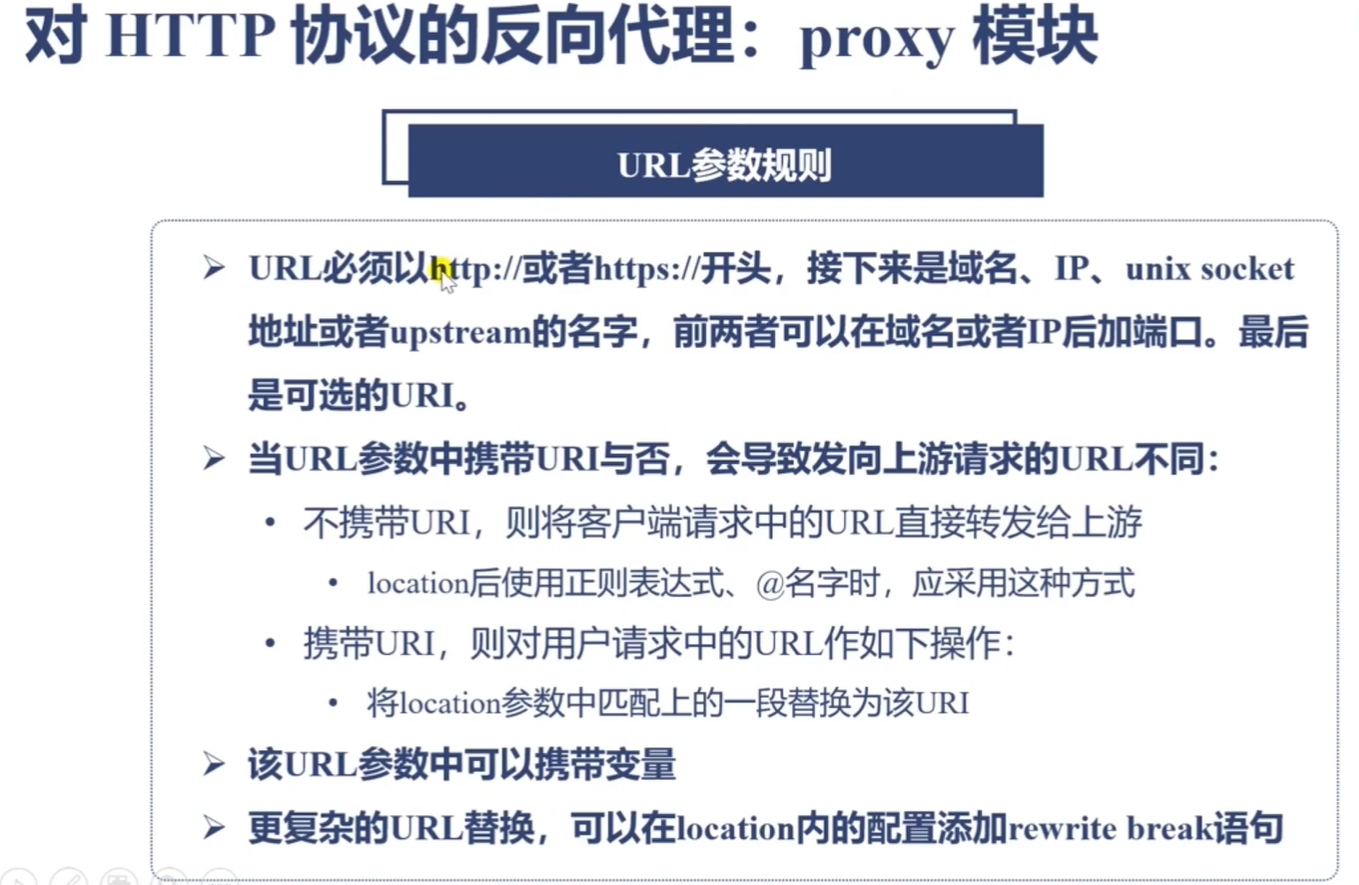 对 HTTP 协议的反向代理：proxy 模块
URL参数规则
URL必须以http://或者https://开头，接下来是域名、IP、unix socket
地址或者upstream的名字，前两者可以在域名或者IP后加端口。最后
是可选的URI。
当URL参数中携带URI与否，会导致发向上游请求的URL不同：
不携带URI，则将客户端请求中的URL直接转发给上游
location后使用正则表达式、@名字时，应采用这种方式
携带URI，则对用户请求中的URL作如下操作：
将location参数中匹配上的一段替换为该URI
该URL参数中可以携带变量
更复杂的URL替换，可以在location内的配置添加rewrite break语句